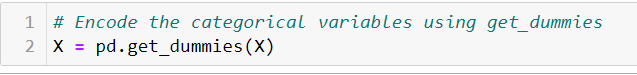 1 # Encode the categorical variables using get_dummies
2 X = pd.get_dummies(X)